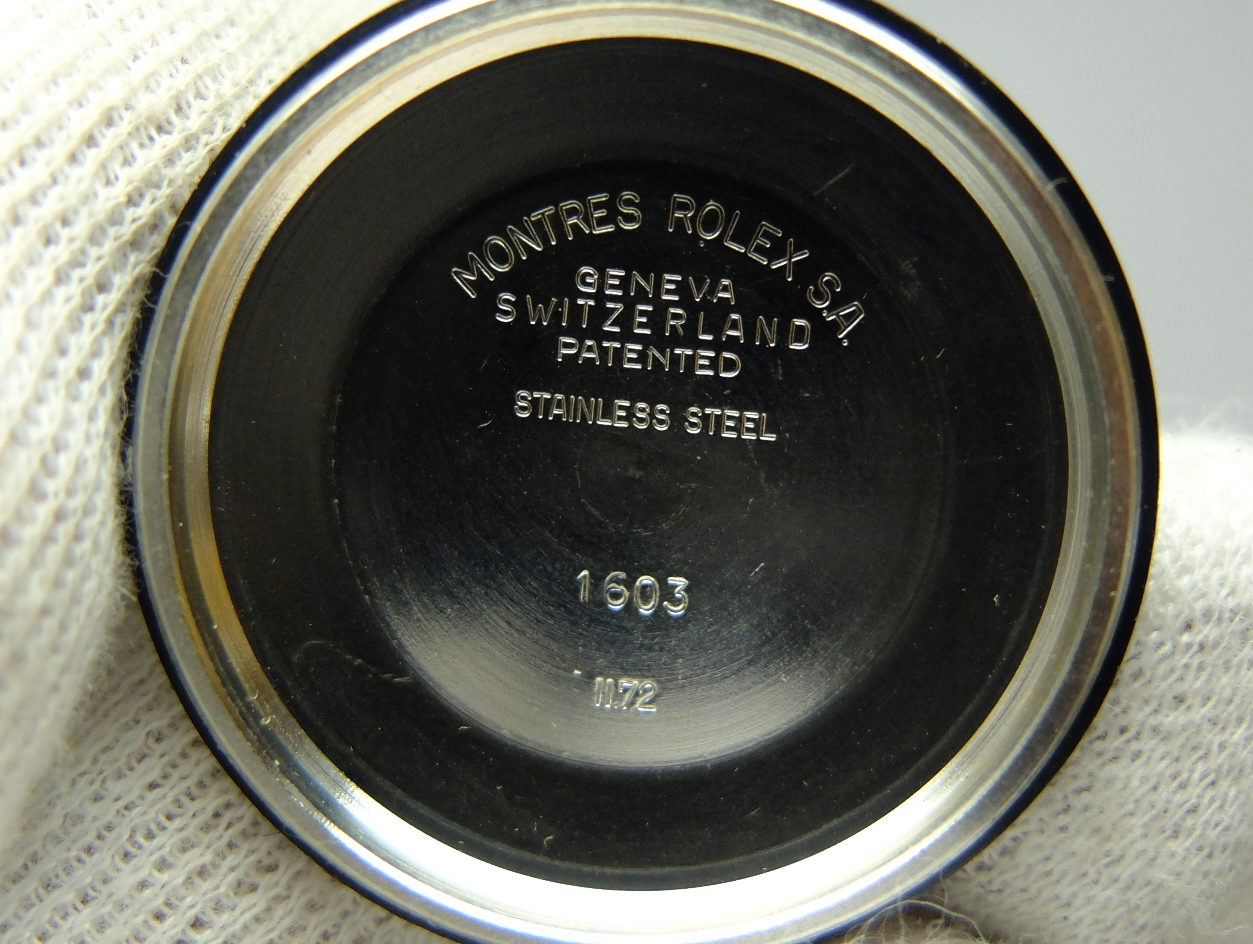 MONTRES ROLEX S.A.
GENEVA
SWITZERLAND
PATENTED
STAINLESS STEEL
1603
II.72